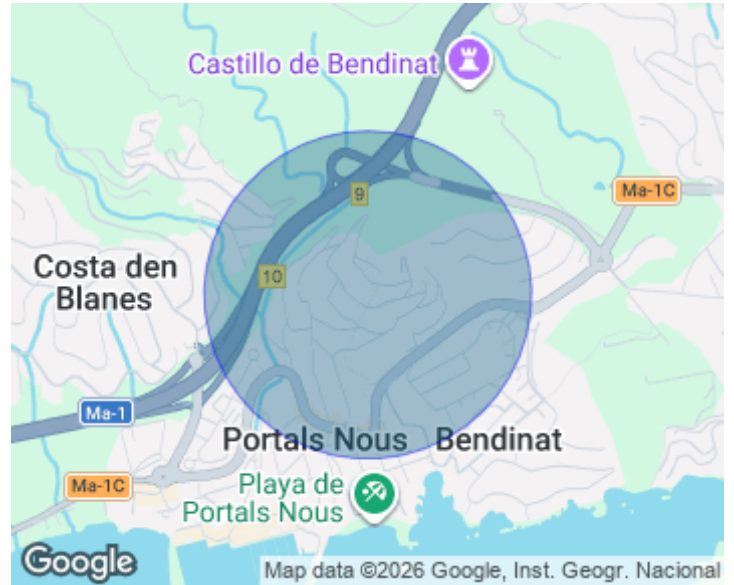 Castillo de Bendinat
9
Ma-1C
Costa den
Blanes
10
Ma-1
Portals Nous
Bendinat
Ma-1C
Playa de
Portals Nous
Google
Map data ©2026 Google, Inst. Geogr. Nacional